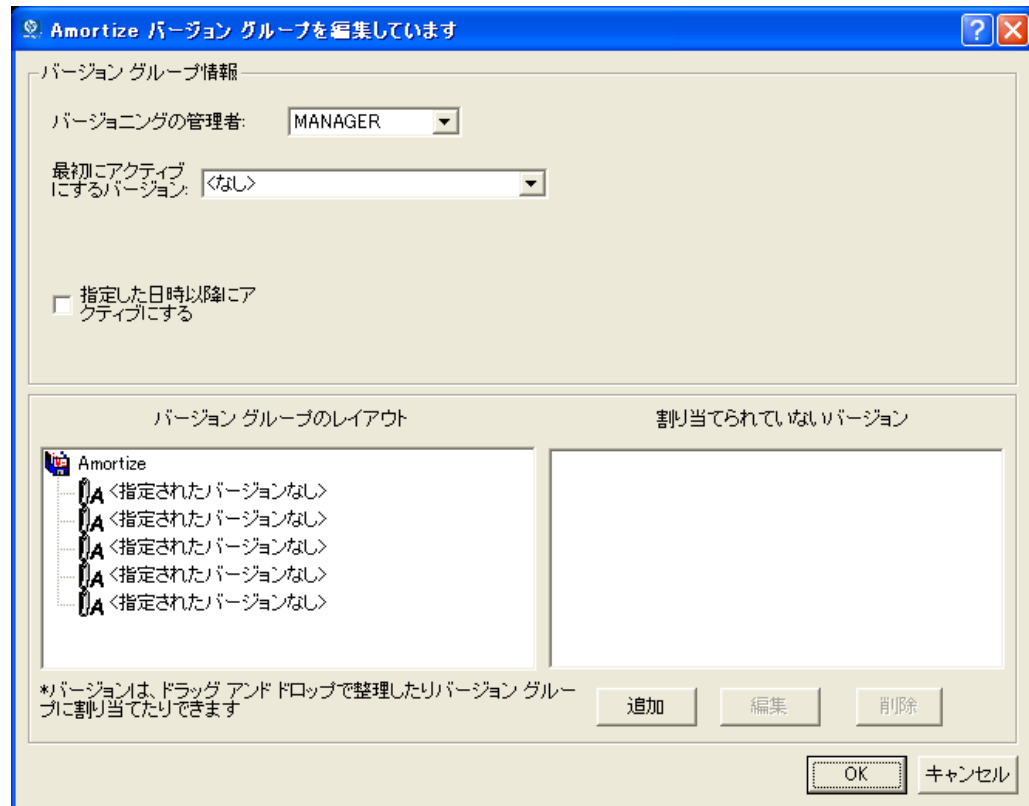 Amortize バージョン グループを編集しています
バージョン グループ情報
バージョニングの管理者: MANAGER
最初にアクティブ
にするバージョン: <なし>
指定した日時以降にア
クティブにする
バージョン グループのレイアウト
割り当てられていないバージョン
Amortize
<指定されたバージョンなし>
<指定されたバージョンなし>
<指定されたバージョンなし>
<指定されたバージョンなし>
<指定されたバージョンなし>
*バージョンは、ドラッグ アンド ドロップで整理したりバージョン グルー
プに割り当てたりできます
追加 編集 削除
OK キャンセル